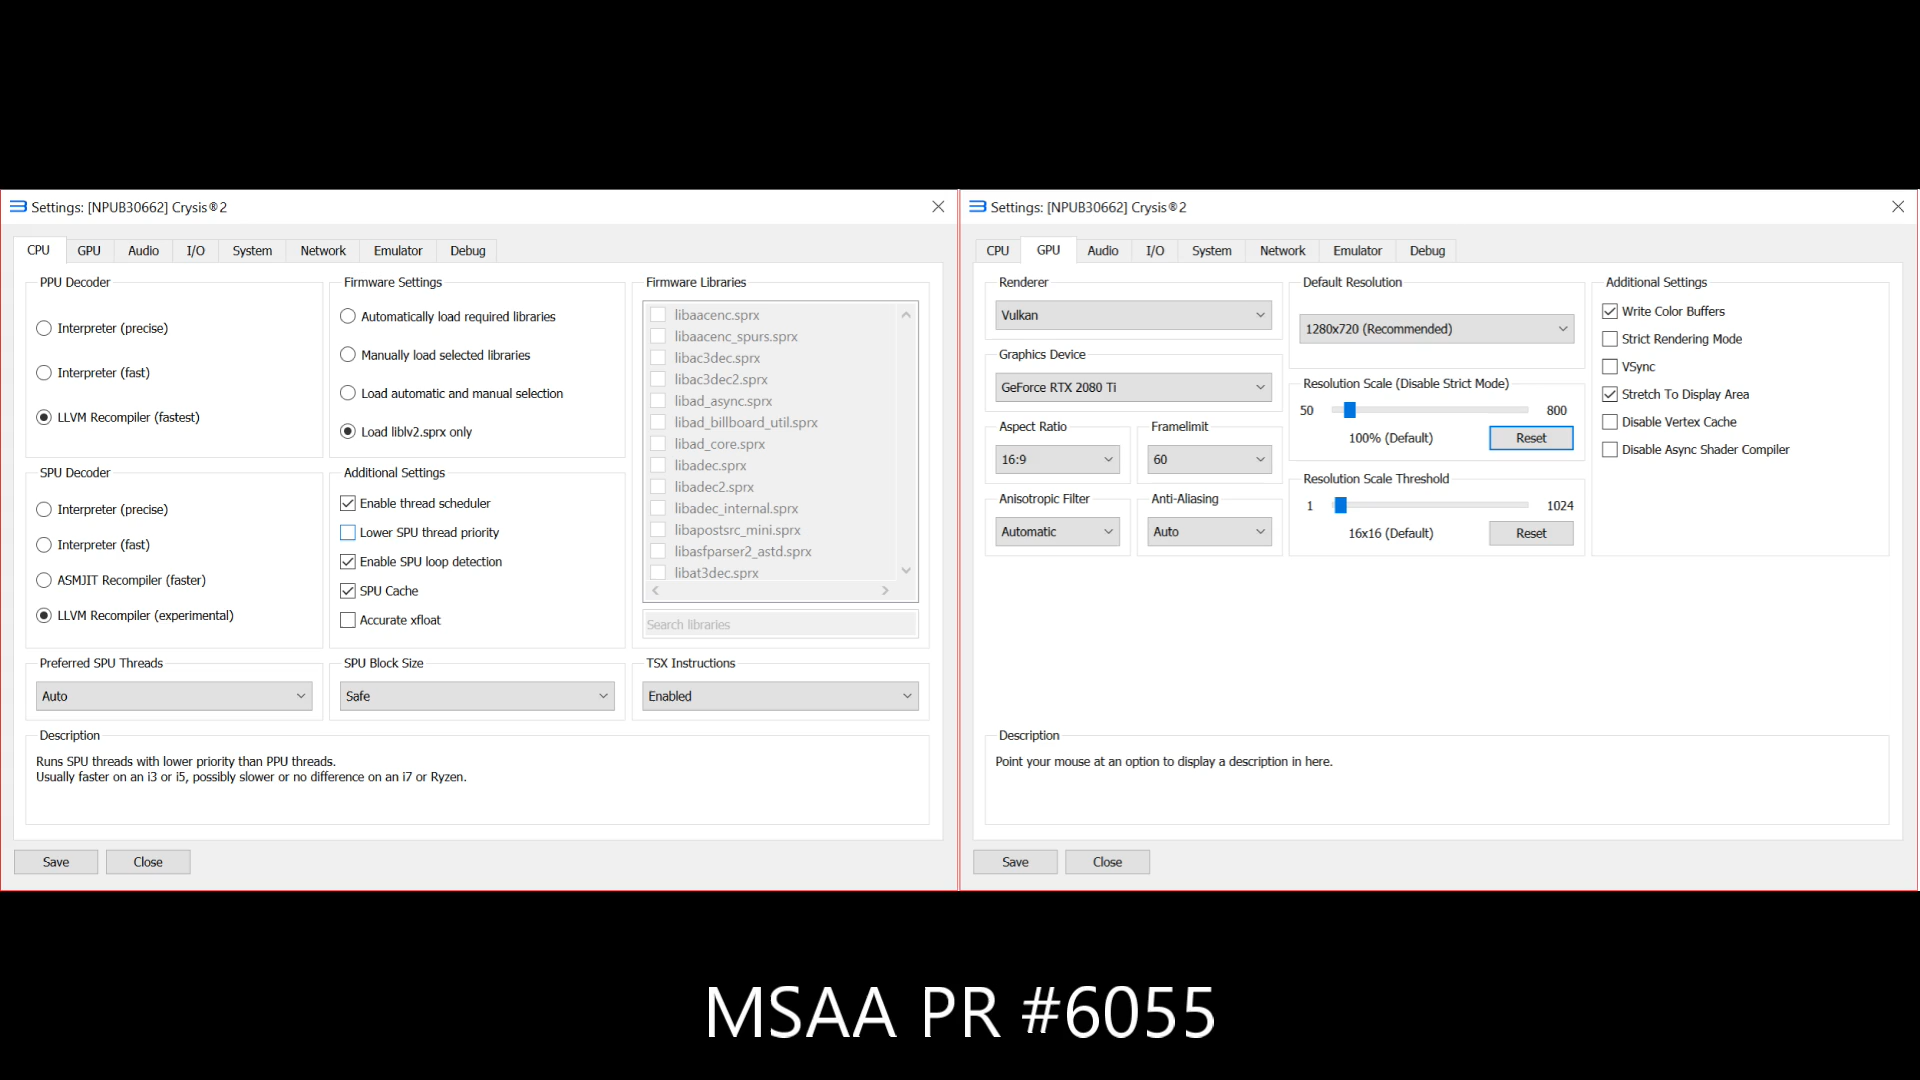 Settings: [NPUB30662] Crysis®2
CPU GPU Audio I/O System Network Emulator Debug
PPU Decoder
Interpreter (precise)
Interpreter (fast)
LLVM Recompiler (fastest)
Firmware Settings
Automatically load required libraries
Manually load selected libraries
Load automatic and manual selection
Load liblv2.sprx only
Firmware Libraries
libaacenc.sprx
libaacenc_spurs.sprx
libac3dec.sprx
libac3dec2.sprx
libad_async.sprx
libad_billboard_util.sprx
libad_core.sprx
libadec.sprx
libadec2.sprx
libadec_internal.sprx
libapostsrc_mini.sprx
libasfparser2_astd.sprx
libat3dec.sprx
Search libraries
SPU Decoder
Interpreter (precise)
Interpreter (fast)
ASMJIT Recompiler (faster)
LLVM Recompiler (experimental)
Additional Settings
Enable thread scheduler
Lower SPU thread priority
Enable SPU loop detection
SPU Cache
Accurate xfloat
Preferred SPU Threads
Auto
SPU Block Size
Safe
TSX Instructions
Enabled
Description
Runs SPU threads with lower priority than PPU threads.
Usually faster on an i3 or i5, possibly slower or no difference on an i7 or Ryzen.
Save Close
Settings: [NPUB30662] Crysis®2
CPU GPU Audio I/O System Network Emulator Debug
Renderer
Vulkan
Graphics Device
GeForce RTX 2080 Ti
Aspect Ratio
16:9
Framelimit
60
Anisotropic Filter
Automatic
Anti-Aliasing
Auto
Default Resolution
1280x720 (Recommended)
Resolution Scale (Disable Strict Mode)
50 800
100% (Default) Reset
Resolution Scale Threshold
1 1024
16x16 (Default) Reset
Additional Settings
Write Color Buffers
Strict Rendering Mode
VSync
Stretch To Display Area
Disable Vertex Cache
Disable Async Shader Compiler
Description
Point your mouse at an option to display a description in here.
Save Close
MSAA PR #6055